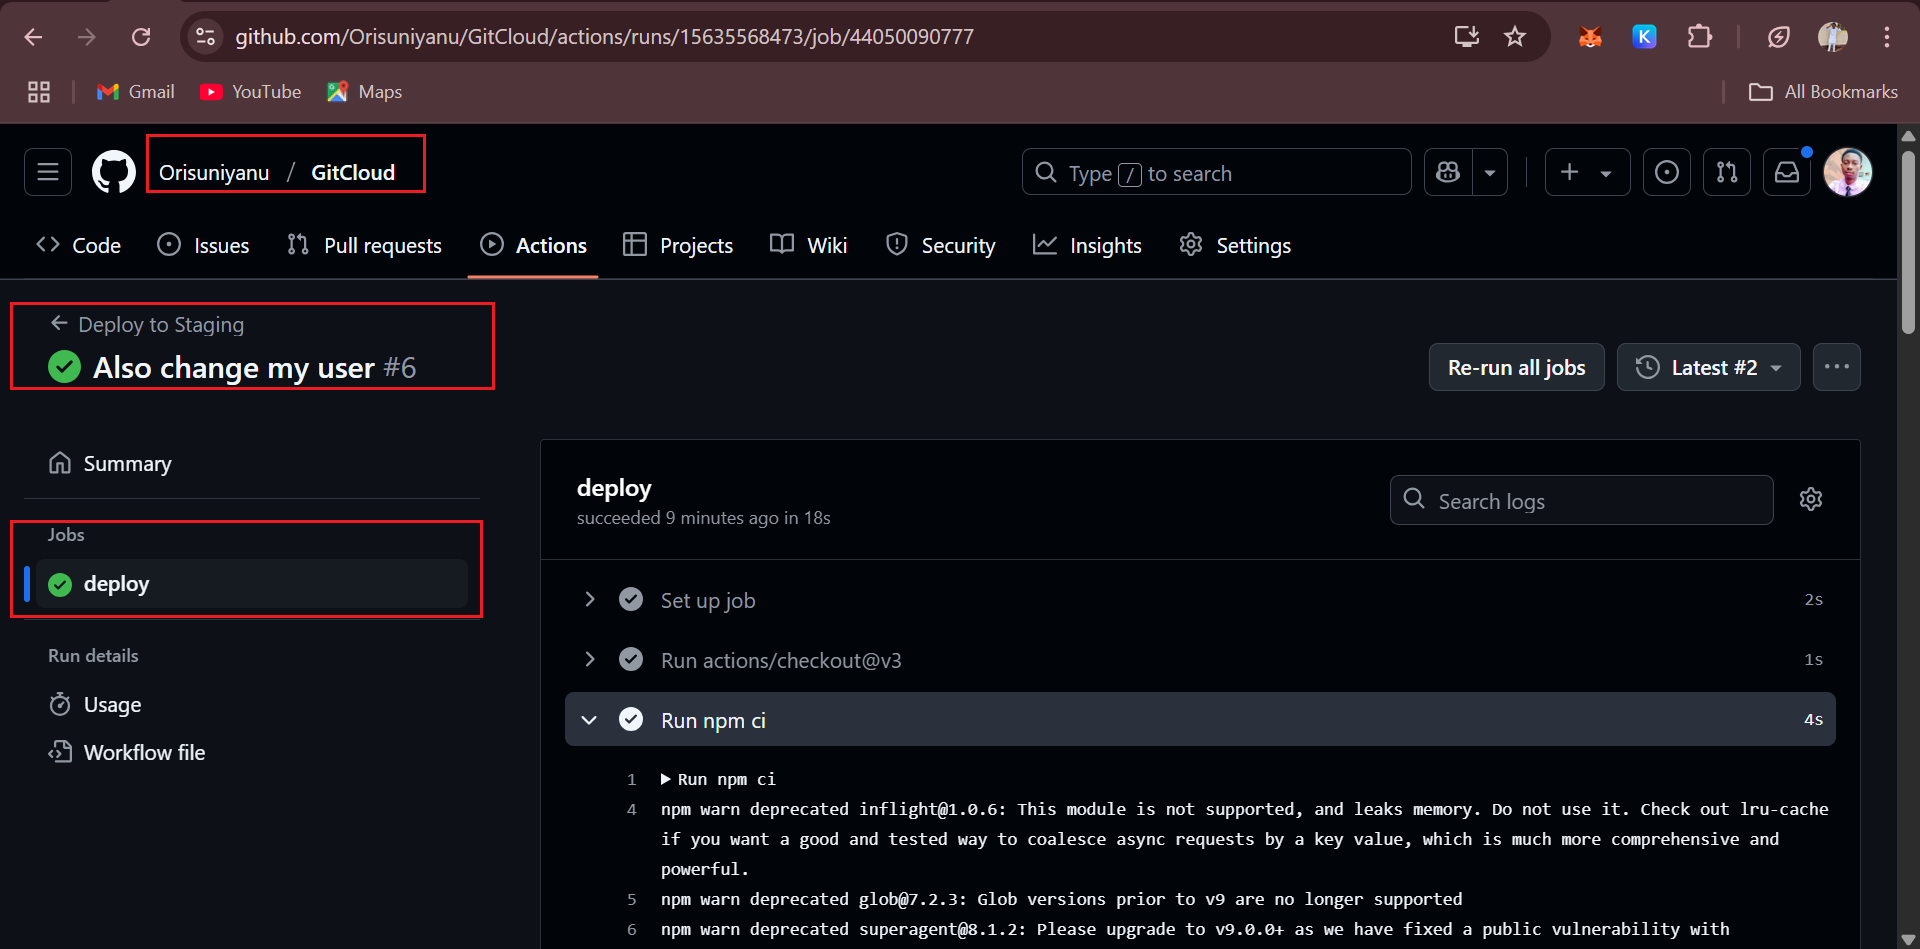 github.com/Orisuniyanu/GitCloud/actions/runs/15635568473/job/44050090777
K
Gmail YouTube Maps All Bookmarks
Orisuniyanu / GitCloud Type / to search
Code Issues Pull requests Actions Projects Wiki Security Insights Settings
Deploy to Staging
Also change my user #6 Re-run all jobs Latest #2
Summary
Jobs
deploy
Run details
Usage
Workflow file
deploy
succeeded 9 minutes ago in 18s
Search logs
Set up job 2s
Run actions/checkout@v3 1s
Run npm ci 4s
1 Run npm ci
4 npm warn deprecated inflight@1.0.6: This module is not supported, and leaks memory. Do not use it. Check out lru-cache
if you want a good and tested way to coalesce async requests by a key value, which is much more comprehensive and
powerful.
5 npm warn deprecated glob@7.2.3: Glob versions prior to v9 are no longer supported
6 npm warn deprecated superagent@8.1.2: Please upgrade to v9.0.0+ as we have fixed a public vulnerability with